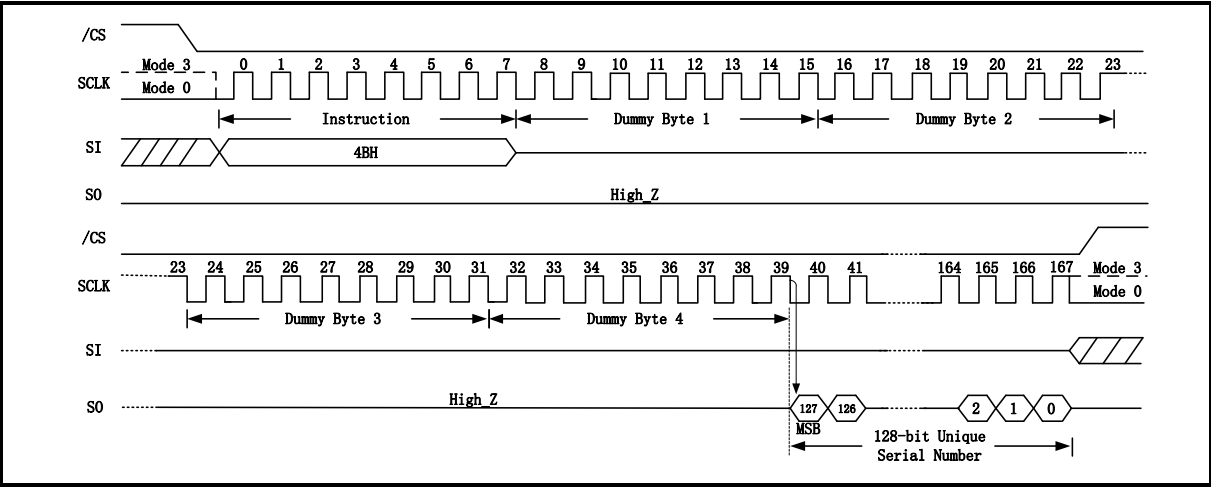 /CS
Mode 3 0 1 2 3 4 5 6 7 8 9 10 11 12 13 14 15 16 17 18 19 20 21 22 23
SCLK Mode 0
Instruction Dummy Byte 1 Dummy Byte 2
SI 4BH
SO High_Z
/CS
23 24 25 26 27 28 29 30 31 32 33 34 35 36 37 38 39 40 41 164 165 166 167 Mode 3
SCLK Mode 0
Dummy Byte 3 Dummy Byte 4
SI
SO High_Z 127 126 2 1 0
MSB
128-bit Unique
Serial Number